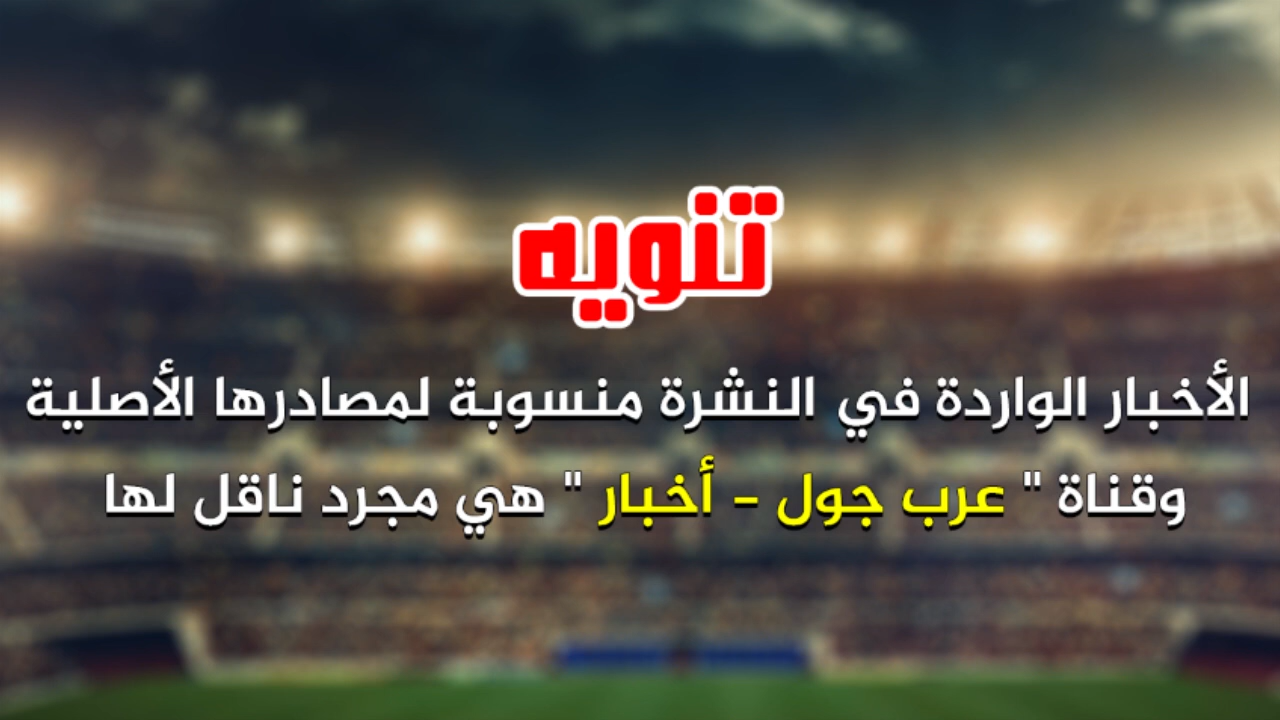 تنويه
الأخبار الواردة في النشرة منسوبة لمصادرها الأصلية
وقناة " عرب جول - أخبار " هي مجرد ناقل لها